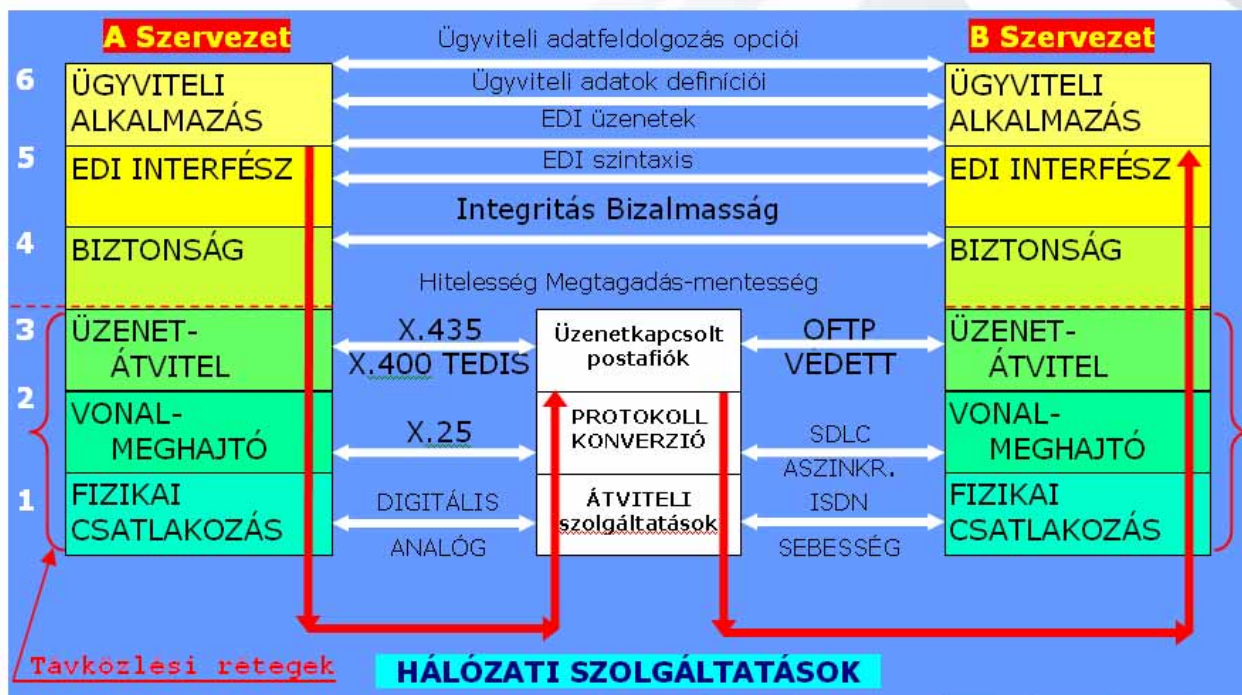 A Szervezet
Ügyviteli adatfeldolgozás opciói
B Szervezet
6
ÜGYVITELI
ALKALMAZÁS
Ügyviteli adatok definíciói
EDI üzenetek
ÜGYVITELI
ALKALMAZÁS
5
EDI INTERFÉSZ
EDI szintaxis
EDI INTERFÉSZ
Integritás Bizalmasság
4
BIZTONSÁG
BIZTONSÁG
Hitelesség Megtagadás-mentesség
3
ÜZENET-
ÁTVITEL
X.435
X.400 TEDIS
Üzenetkapcsolt
postafiók
OFTP
VÉDETT
ÜZENET-
ÁTVITEL
2
VONAL-
MEGHAJTÓ
X.25
PROTOKOLL
KONVERZIÓ
SDLC
ASZINKR.
VONAL-
MEGHAJTÓ
1
FIZIKAI
CSATLAKOZÁS
DIGITÁLIS
ANALÓG
ÁTVITELI
szolgáltatások
ISDN
SEBESSÉG
FIZIKAI
CSATLAKOZÁS
Távközlési rétegek
HÁLÓZATI SZOLGÁLTATÁSOK